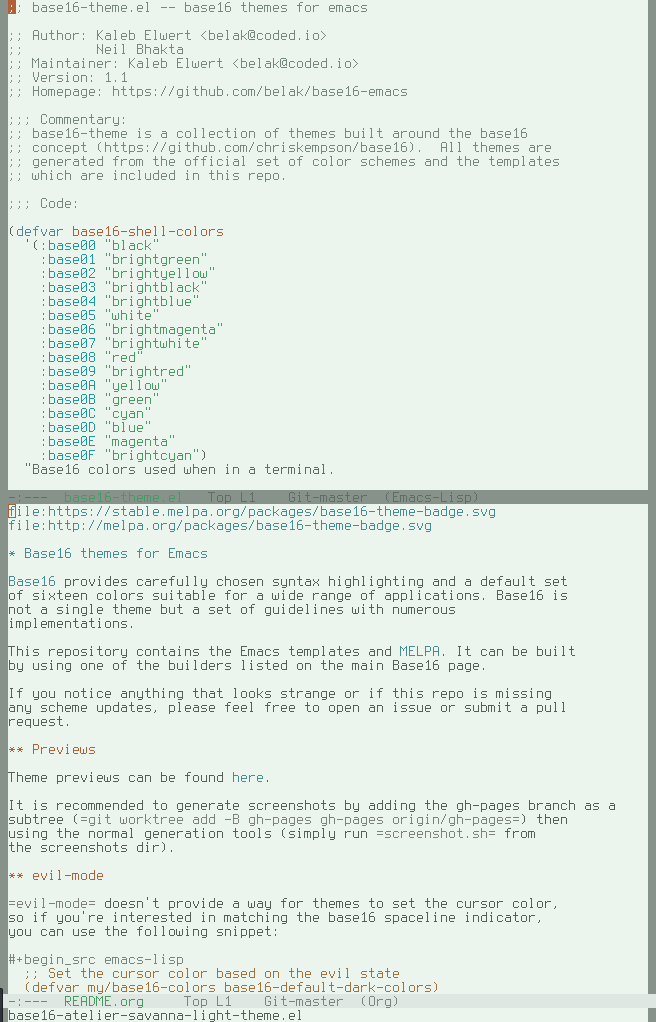 ;; base16-theme.el -- base16 themes for emacs
;; Author: Kaleb Elwert <belak@coded.io>
;;         Neil Bhakta
;; Maintainer: Kaleb Elwert <belak@coded.io>
;; Version: 1.1
;; Homepage: https://github.com/belak/base16-emacs
;;; Commentary:
;; base16-theme is a collection of themes built around the base16
;; concept (https://github.com/chriskempson/base16).  All themes are
;; generated from the official set of color schemes and the templates
;; which are included in this repo.
;;; Code:
(defvar base16-shell-colors
  '(:base00 "black"
    :base01 "brightgreen"
    :base02 "brightyellow"
    :base03 "brightblack"
    :base04 "brightblue"
    :base05 "white"
    :base06 "brightmagenta"
    :base07 "brightwhite"
    :base08 "red"
    :base09 "brightred"
    :base0A "yellow"
    :base0B "green"
    :base0C "cyan"
    :base0D "blue"
    :base0E "magenta"
    :base0F "brightcyan")
  "Base16 colors used when in a terminal.
-:---  base16-theme.el   Top L1    Git-master  (Emacs-Lisp)
file:https://stable.melpa.org/packages/base16-theme-badge.svg
file:http://melpa.org/packages/base16-theme-badge.svg
* Base16 themes for Emacs
Base16 provides carefully chosen syntax highlighting and a default set
of sixteen colors suitable for a wide range of applications. Base16 is
not a single theme but a set of guidelines with numerous
implementations.
This repository contains the Emacs templates and MELPA. It can be built
by using one of the builders listed on the main Base16 page.
If you notice anything that looks strange or if this repo is missing
any scheme updates, please feel free to open an issue or submit a pull
request.
** Previews
Theme previews can be found here.
It is recommended to generate screenshots by adding the gh-pages branch as a
subtree (=git worktree add -B gh-pages gh-pages origin/gh-pages=) then
using the normal generation tools (simply run =screenshot.sh= from
the screenshots dir).
** evil-mode
=evil-mode= doesn't provide a way for themes to set the cursor color,
so if you're interested in matching the base16 spaceline indicator,
you can use the following snippet:
#+begin_src emacs-lisp
  ;; Set the cursor color based on the evil state
  (defvar my/base16-colors base16-default-dark-colors)
-:---  README.org     Top L1    Git-master  (Org)
base16-atelier-savanna-light-theme.el